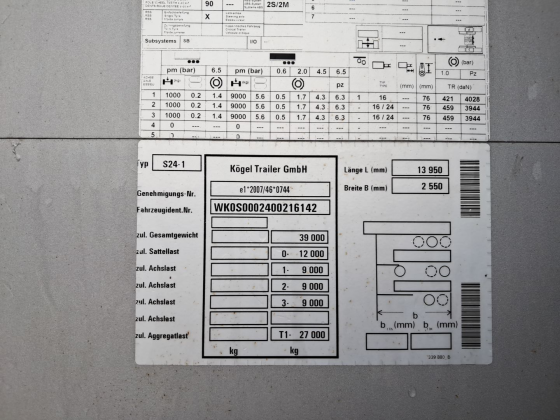 90 -- 1.4 2S/2M
X
7
Subsystems SB I/O ---
(bar)
1.0 Pz
pm (bar) 6.5 pm (bar) 0.6 2.0 4.5 6.5
pz (mm) (mm) TR (daN)
1 1000 0.2 1.4 9000 5.6 0.5 1.7 4.3 6.3 1 16 --- 76 421 4028
2 1000 0.2 1.4 9000 5.6 0.5 1.7 4.3 6.3 - 16 / 24 --- 76 459 3944
3 1000 0.2 1.4 9000 5.6 0.5 1.7 4.3 6.3 - 16 / 24 --- 76 459 3944
4 0 --- --- 0 --- --- --- --- --- - --- --- --- --- ---
5 0
Typ S24-1
Kögel Trailer GmbH
Länge L (mm) 13 950
Breite B (mm) 2 550
Genehmigungs-Nr. e1*2007/46*0744
Fahrzeugident.Nr. WK0S0002400216142
zul. Gesamtgewicht 39 000
zul. Sattellast 0- 12 000
zul. Achslast 1- 9 000
zul. Achslast 2- 9 000
zul. Achslast 3- 9 000
zul. Achslast
zul. Achslast
zul. Aggregatlast T1- 27 000
kg kg
b
b (mm) b (mm)